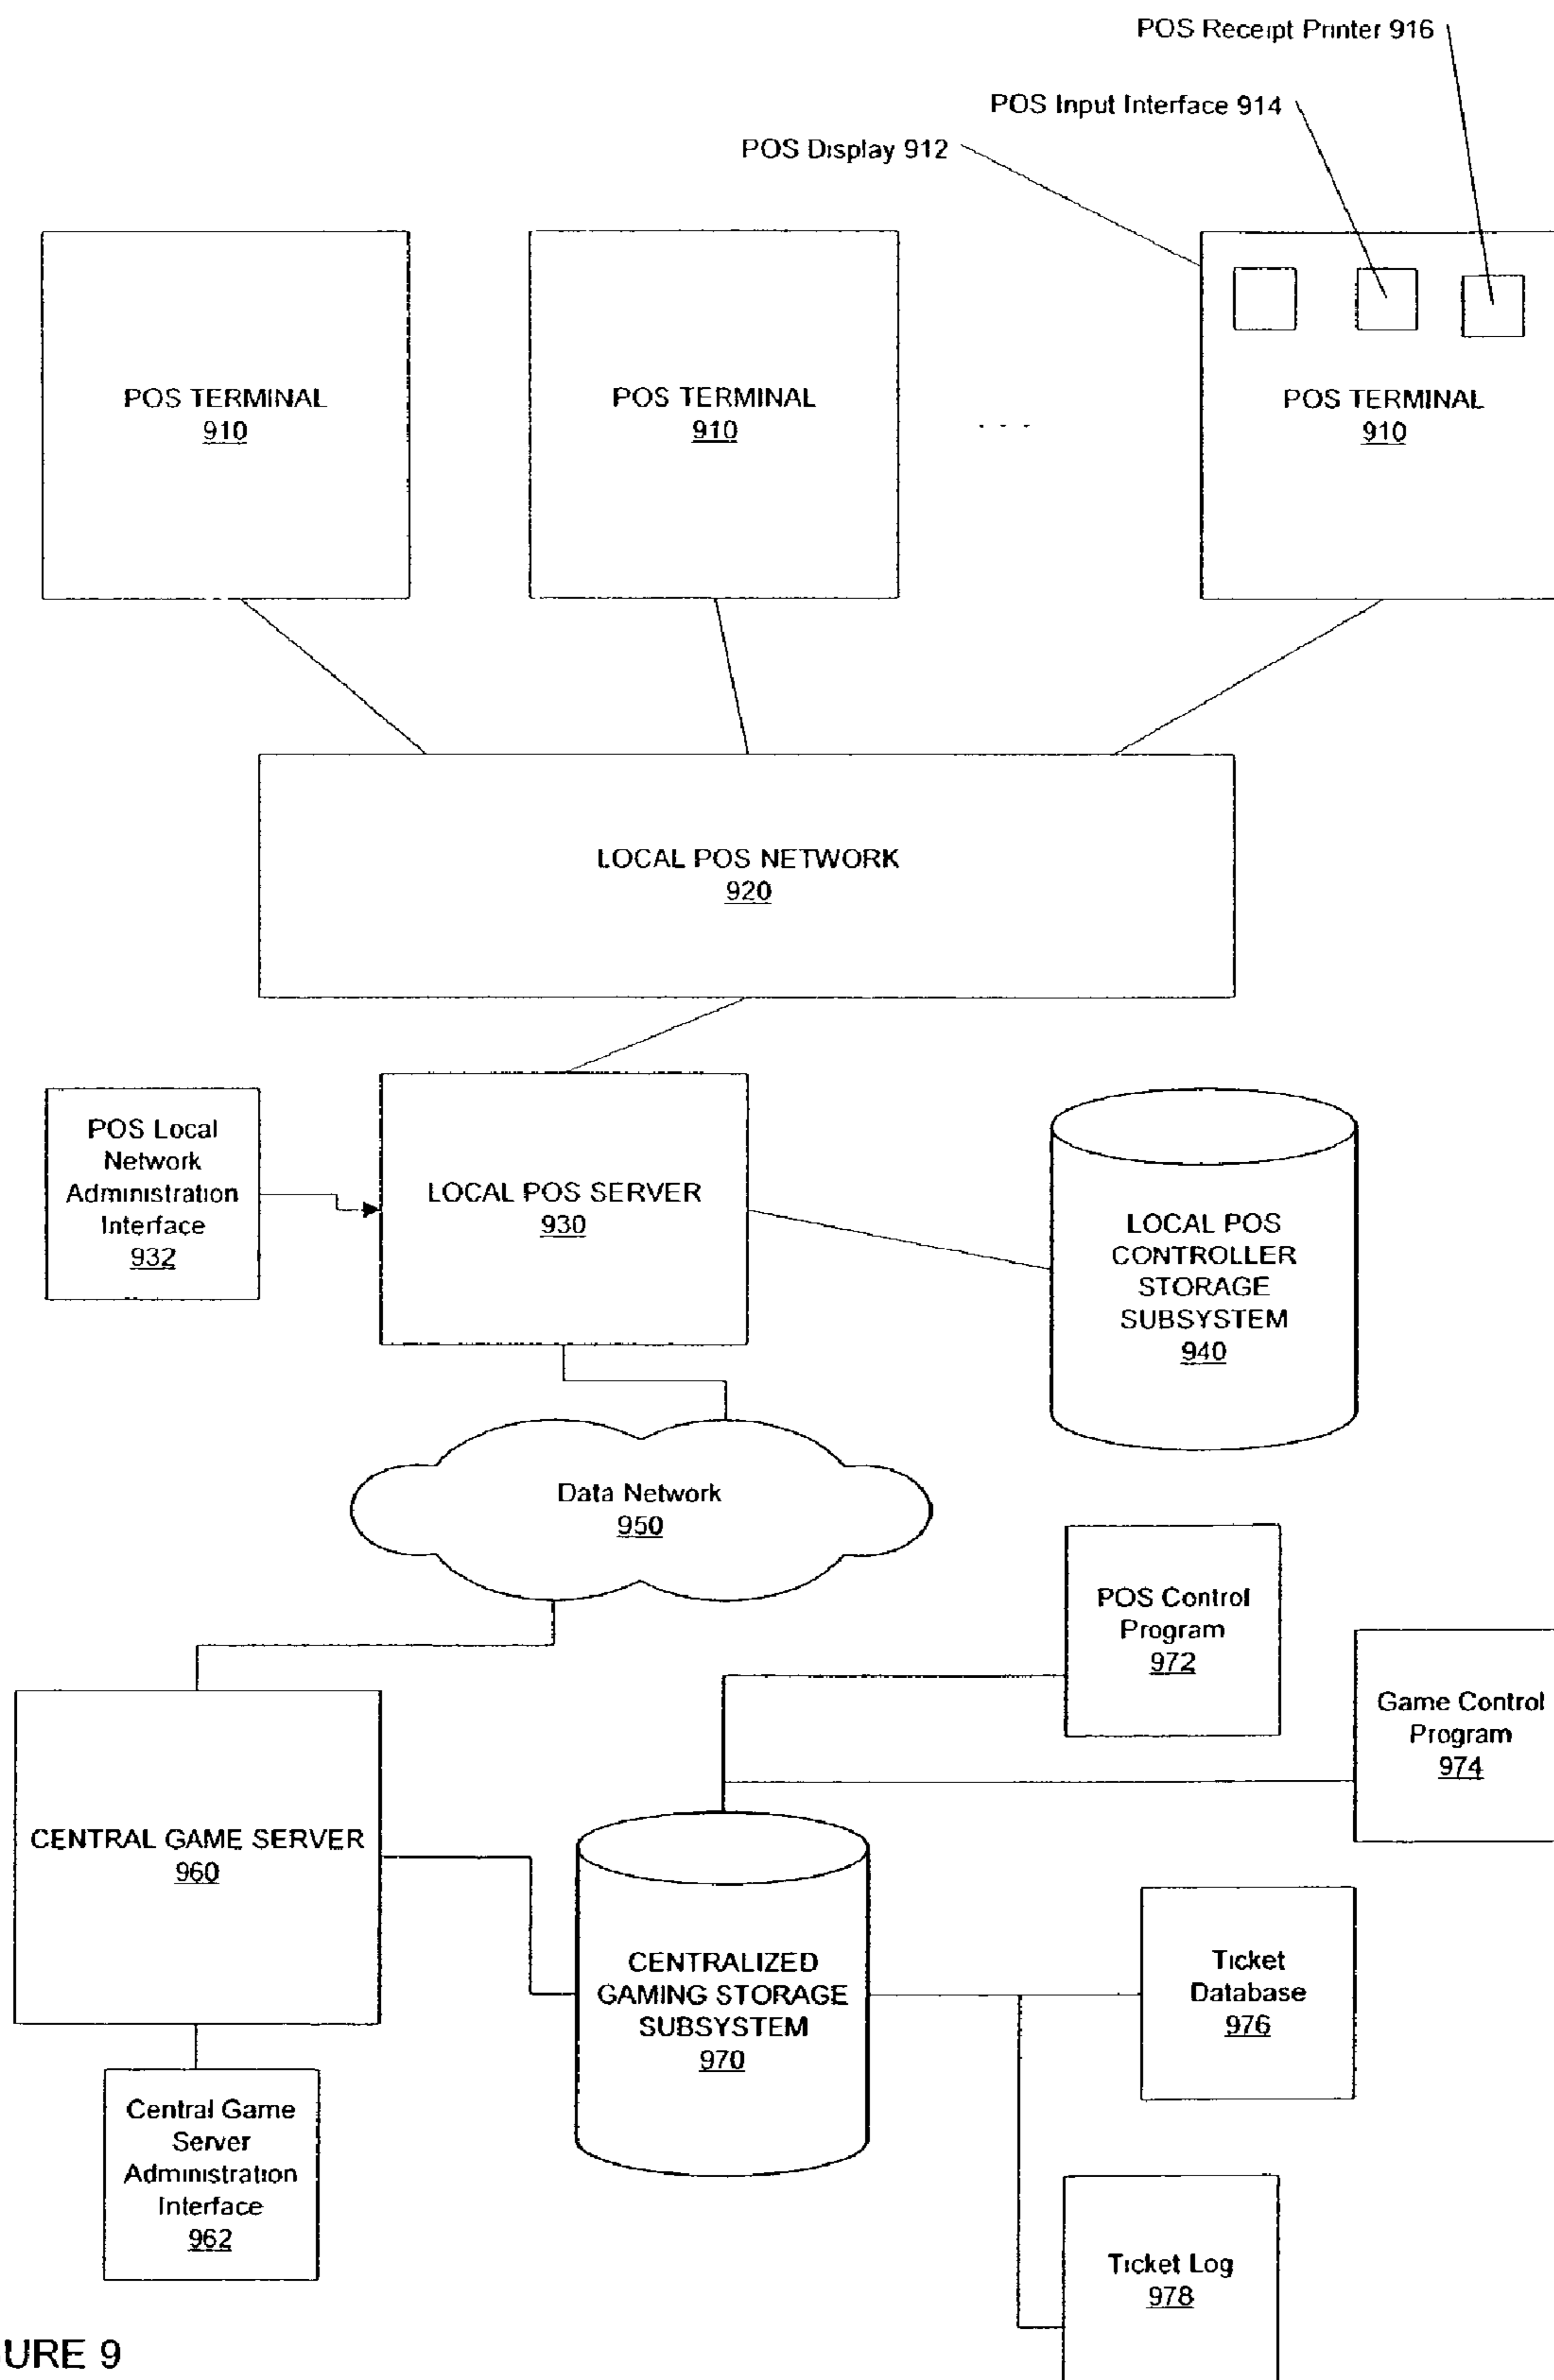 POS Receipt Printer 916
POS Input Interface 914
POS Display 912
POS TERMINAL
910
POS TERMINAL
910
. . .
POS TERMINAL
910
LOCAL POS NETWORK
920
POS Local
Network
Administration
Interface
932
LOCAL POS SERVER
930
LOCAL POS
CONTROLLER
STORAGE
SUBSYSTEM
940
Data Network
950
POS Control
Program
972
Game Control
Program
974
CENTRAL GAME SERVER
960
CENTRALIZED
GAMING STORAGE
SUBSYSTEM
970
Ticket
Database
976
Central Game
Server
Administration
Interface
962
Ticket Log
978
URE 9